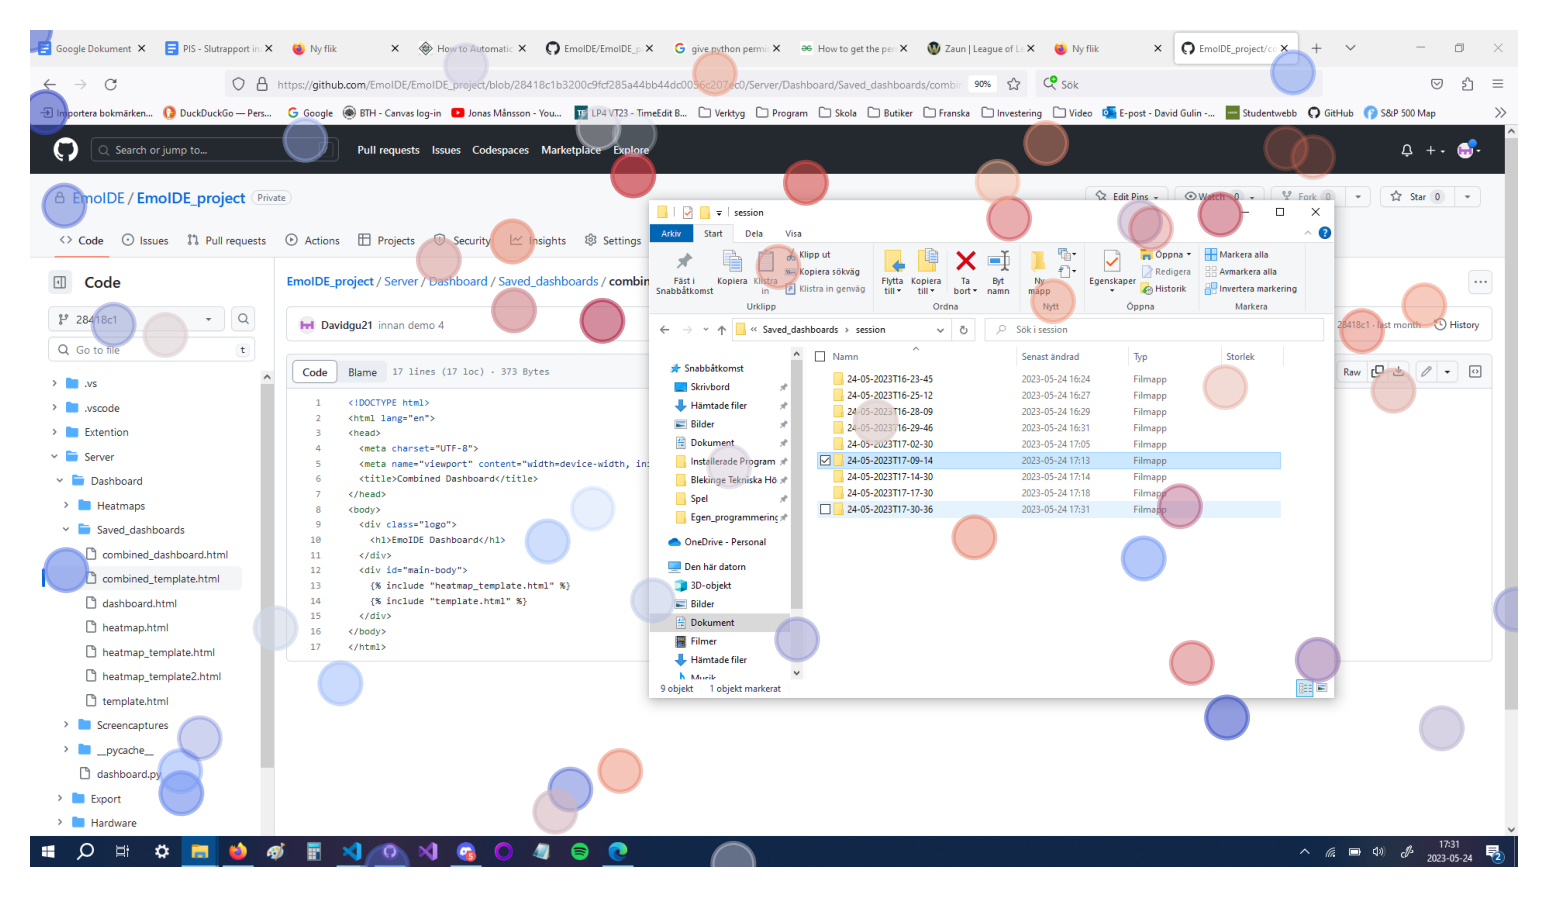 Google Dokument
PIS - Slutrapport in
Ny flik
How to Automatic
EmoIDE/EmoIDE_p
give python permi
How to get the per
Zaun | League of Le
Ny flik
EmoIDE_project/co
https://github.com/EmoIDE/EmoIDE_project/blob/28418c1b3200c9fcf285a44bb44dc0056c207ec0/Server/Dashboard/Saved_dashboards/combin
90%
Sök
Importera bokmärken...
DuckDuckGo — Pers...
Google
BTH - Canvas log-in
Jonas Månsson - You...
LP4 VT23 - TimeEdit B...
Verktyg
Program
Skola
Butiker
Franska
Investering
Video
E-post - David Gulin -...
Studentwebb
GitHub
S&P 500 Map
Search or jump to...
Pull requests
Issues
Codespaces
Marketplace
Explore
EmoIDE / EmoIDE_project
Private
Edit Pins
Watch 0
Fork 0
Star 0
Code
Issues
Pull requests
Actions
Projects
Security
Insights
Settings
Code
28418c1
Go to file
t
.vs
.vscode
Extention
Server
Dashboard
Heatmaps
Saved_dashboards
combined_dashboard.html
combined_template.html
dashboard.html
heatmap.html
heatmap_template.html
heatmap_template2.html
template.html
Screencaptures
__pycache__
dashboard.py
Export
Hardware
EmoIDE_project / Server / Dashboard / Saved_dashboards / combin
Davidgu21 innan demo 4
28418c1 · last month
History
Code
Blame
17 lines (17 loc) · 373 Bytes
Raw
1 <!DOCTYPE html>
2 <html lang="en">
3 <head>
4 <meta charset="UTF-8">
5 <meta name="viewport" content="width=device-width, in
6 <title>Combined Dashboard</title>
7 </head>
8 <body>
9 <div class="logo">
10 <h1>EmoIDE Dashboard</h1>
11 </div>
12 <div id="main-body">
13 {% include "heatmap_template.html" %}
14 {% include "template.html" %}
15 </div>
16 </body>
17 </html>
session
Arkiv
Start
Dela
Visa
Fäst i Snabbåtkomst
Kopiera
Klistra in
Klipp ut
Kopiera sökväg
Klistra in genväg
Urklipp
Flytta till
Kopiera till
Ta bort
Byt namn
Ordna
Ny mapp
Nytt
Egenskaper
Öppna
Redigera
Historik
Öppna
Markera alla
Avmarkera alla
Invertera markering
Markera
« Saved_dashboards › session
Sök i session
Snabbåtkomst
Skrivbord
Hämtade filer
Bilder
Dokument
Installerade Program
Blekinge Tekniska Hö
Spel
Egen_programmering
OneDrive - Personal
Den här datorn
3D-objekt
Bilder
Dokument
Filmer
Hämtade filer
Musik
Namn Senast ändrad Typ Storlek
24-05-2023T16-23-45 2023-05-24 16:24 Filmapp
24-05-2023T16-25-12 2023-05-24 16:27 Filmapp
24-05-2023T16-28-09 2023-05-24 16:29 Filmapp
24-05-2023T16-29-46 2023-05-24 16:31 Filmapp
24-05-2023T17-02-30 2023-05-24 17:05 Filmapp
24-05-2023T17-09-14 2023-05-24 17:13 Filmapp
24-05-2023T17-14-30 2023-05-24 17:14 Filmapp
24-05-2023T17-17-30 2023-05-24 17:18 Filmapp
24-05-2023T17-30-36 2023-05-24 17:31 Filmapp
9 objekt
1 objekt markerat
17:31
2023-05-24
2